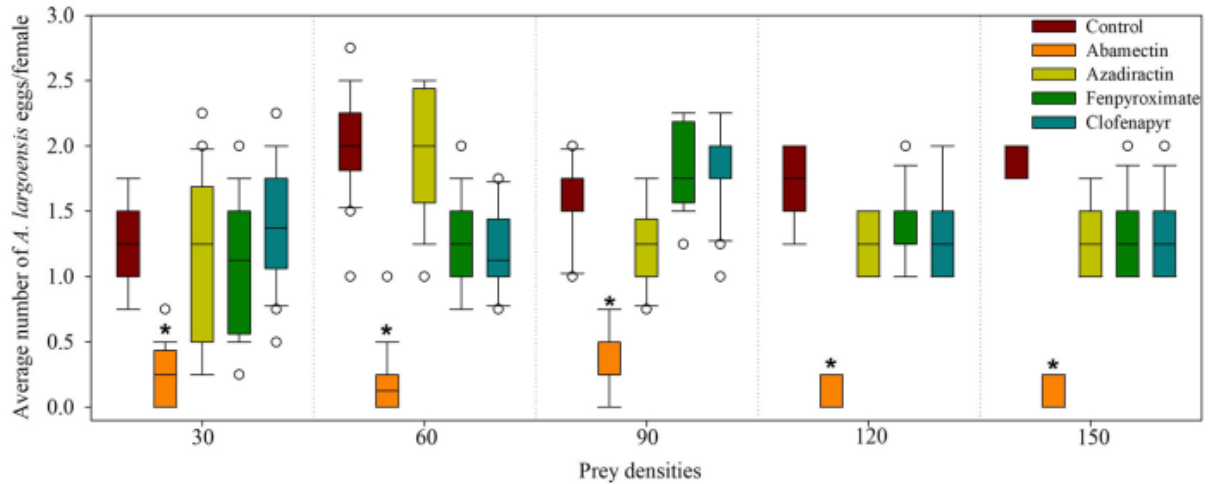 Average number of A. largoensis eggs/female
3.0
2.5
2.0
1.5
1.0
0.5
0.0
Control
Abamectin
Azadiractin
Fenpyroximate
Clofenapyr
*
*
*
*
*
30
60
90
120
150
Prey densities